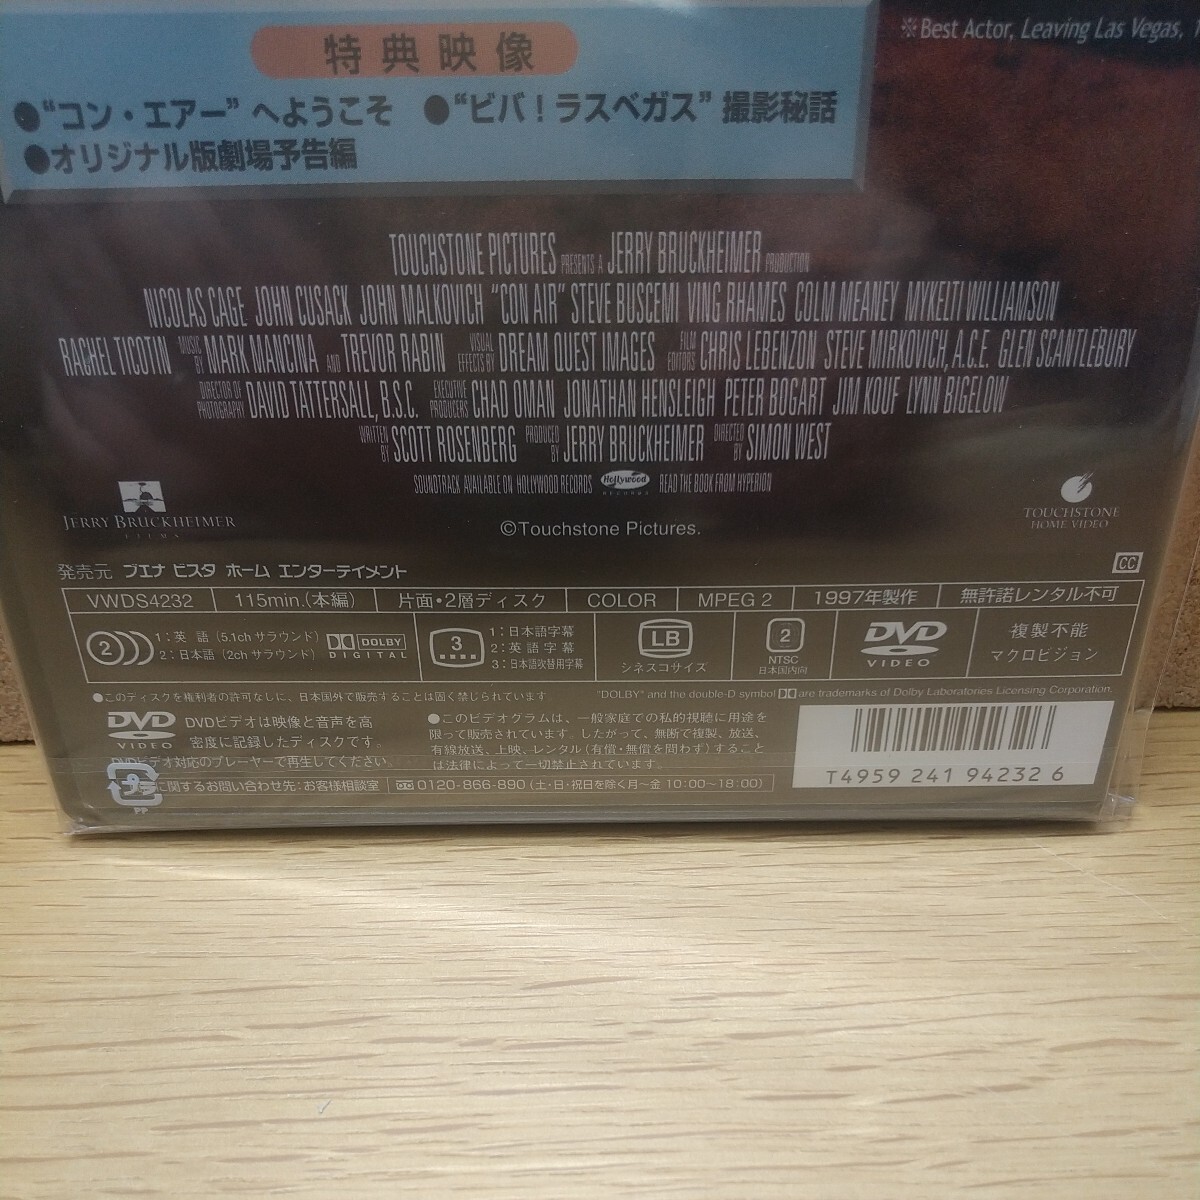 ※Best Actor, Leaving Las Vegas,
特典映像
●“コン・エアー”へようこそ ●“ビバ！ラスベガス”撮影秘話
●オリジナル版劇場予告編
TOUCHSTONE PICTURES PRESENTS A JERRY BRUCKHEIMER PRODUCTION
NICOLAS CAGE JOHN CUSACK JOHN MALKOVICH “CON AIR” STEVE BUSCEMI VING RHAMES COLM MEANEY MYKELTI WILLIAMSON
RACHEL TICOTIN MUSIC BY MARK MANCINA AND TREVOR RABIN VISUAL EFFECTS BY DREAM QUEST IMAGES FILM EDITORS CHRIS LEBENZON STEVE MIRKOVICH, A.C.E. GLEN SCANTLEBURY
DIRECTOR OF PHOTOGRAPHY DAVID TATTERSALL, B.S.C. EXECUTIVE PRODUCERS CHAD OMAN JONATHAN HENSLEIGH PETER BOGART JIM KOUF LYNN BIGELOW
WRITTEN BY SCOTT ROSENBERG PRODUCED BY JERRY BRUCKHEIMER DIRECTED BY SIMON WEST
SOUNDTRACK AVAILABLE ON HOLLYWOOD RECORDS Hollywood RECORDS READ THE BOOK FROM HYPERION
JERRY BRUCKHEIMER
FILMS
©Touchstone Pictures.
TOUCHSTONE
HOME VIDEO
発売元 ブエナ ビスタ ホーム エンターテイメント
CC
VWDS4232 115min.(本編) 片面・2層ディスク COLOR MPEG 2 1997年製作 無許諾レンタル不可
2 1：英 語（5.1ch サラウンド）
2：日本語（2ch サラウンド）
DOLBY
DIGITAL
3 1：日本語字幕
2：英語字幕
3：日本語吹替用字幕
LB
シネスコサイズ
2
NTSC
日本国内向
DVD
VIDEO
複製不能
マクロビジョン
●このディスクを権利者の許可なしに、日本国外で販売することは固く禁じられています
"DOLBY" and the double-D symbol are trademarks of Dolby Laboratories Licensing Corporation.
DVD
VIDEO
DVDビデオは映像と音声を高
密度に記録したディスクです。
DVDビデオ対応のプレーヤーで再生してください。
●このビデオグラムは、一般家庭での私的視聴に用途を
限って販売されています。したがって、無断で複製、放送、
有線放送、上映、レンタル（有償・無償を問わず）すること
は法律によって一切禁止されています。
プラ
PP
に関するお問い合わせ先：お客様相談室 0120-866-890（土・日・祝日を除く月〜金 10:00〜18:00）
T4959 241 94232 6